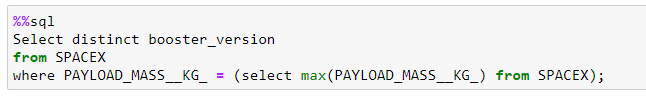 %%sql
Select distinct booster_version
from SPACEX
where PAYLOAD_MASS__KG_ = (select max(PAYLOAD_MASS__KG_) from SPACEX);